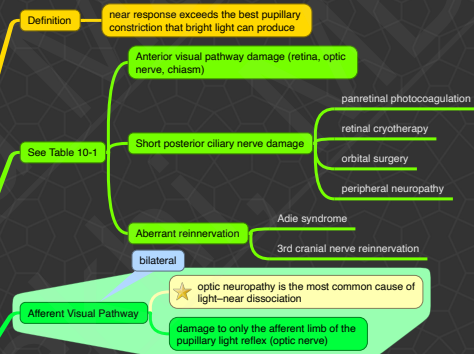 Definition
near response exceeds the best pupillary
constriction that bright light can produce
See Table 10-1
Anterior visual pathway damage (retina, optic
nerve, chiasm)
Short posterior ciliary nerve damage
panretinal photocoagulation
retinal cryotherapy
orbital surgery
peripheral neuropathy
Aberrant reinnervation
Adie syndrome
3rd cranial nerve reinnervation
bilateral
Afferent Visual Pathway
optic neuropathy is the most common cause of
light–near dissociation
damage to only the afferent limb of the
pupillary light reflex (optic nerve)